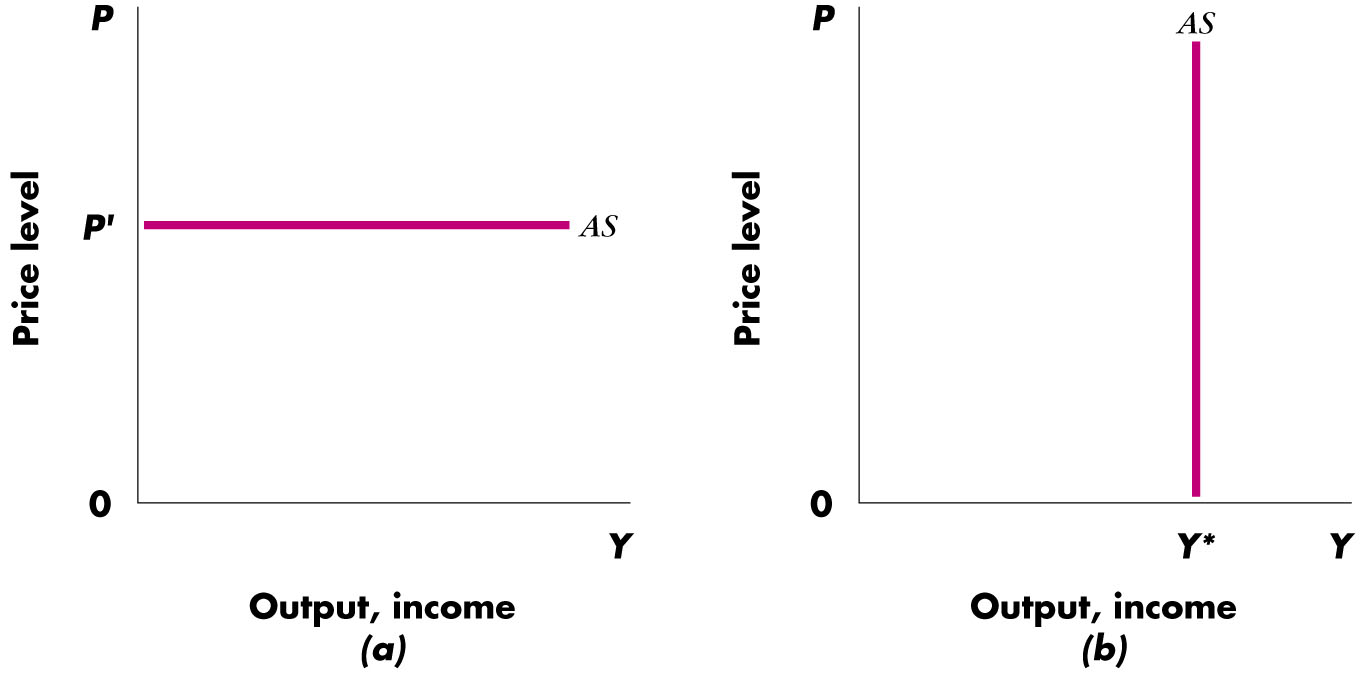 P
Price level
P'
AS
0
Y
Output, income
(a)
P
AS
Price level
0
Y*
Y
Output, income
(b)